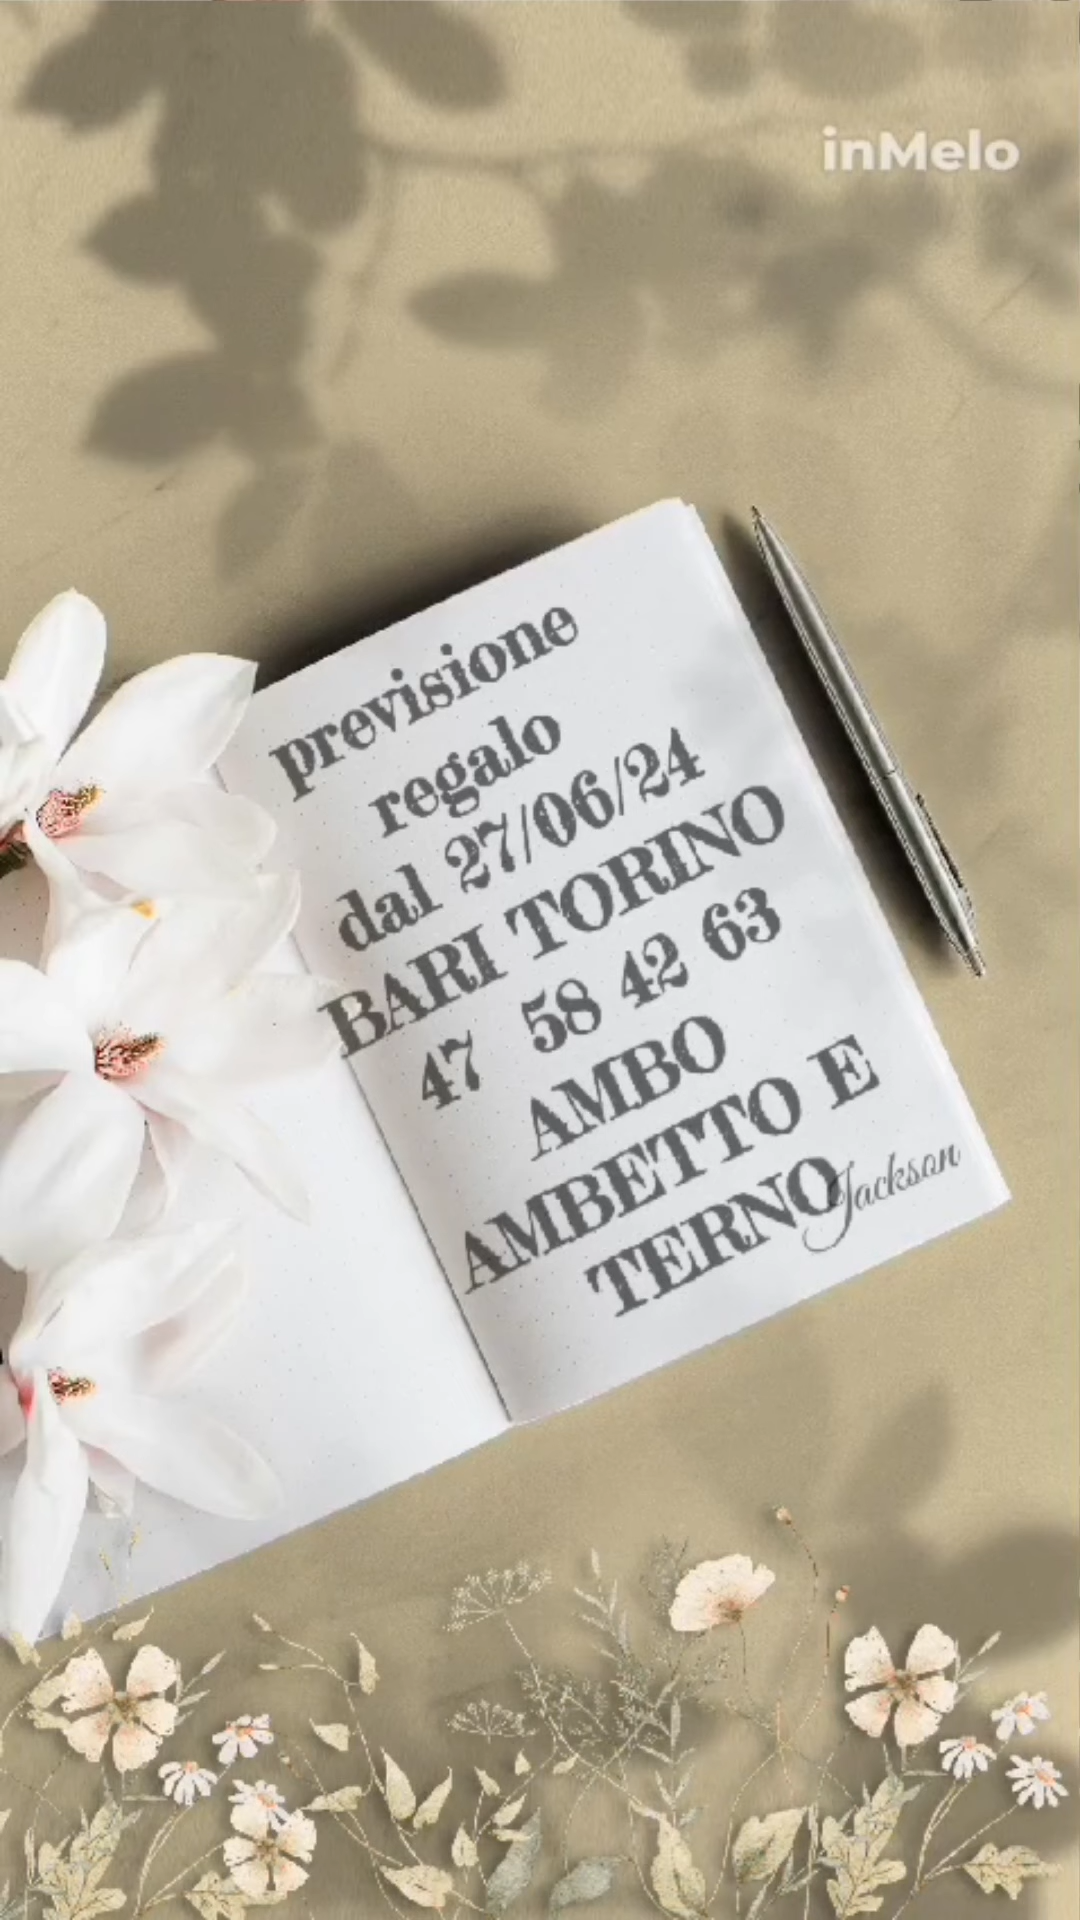 inMelo
previsione
regalo
dal 27/06/24
BARI TORINO
47 58 42 63
AMBO
AMBETTO E
TERNO
Jackson